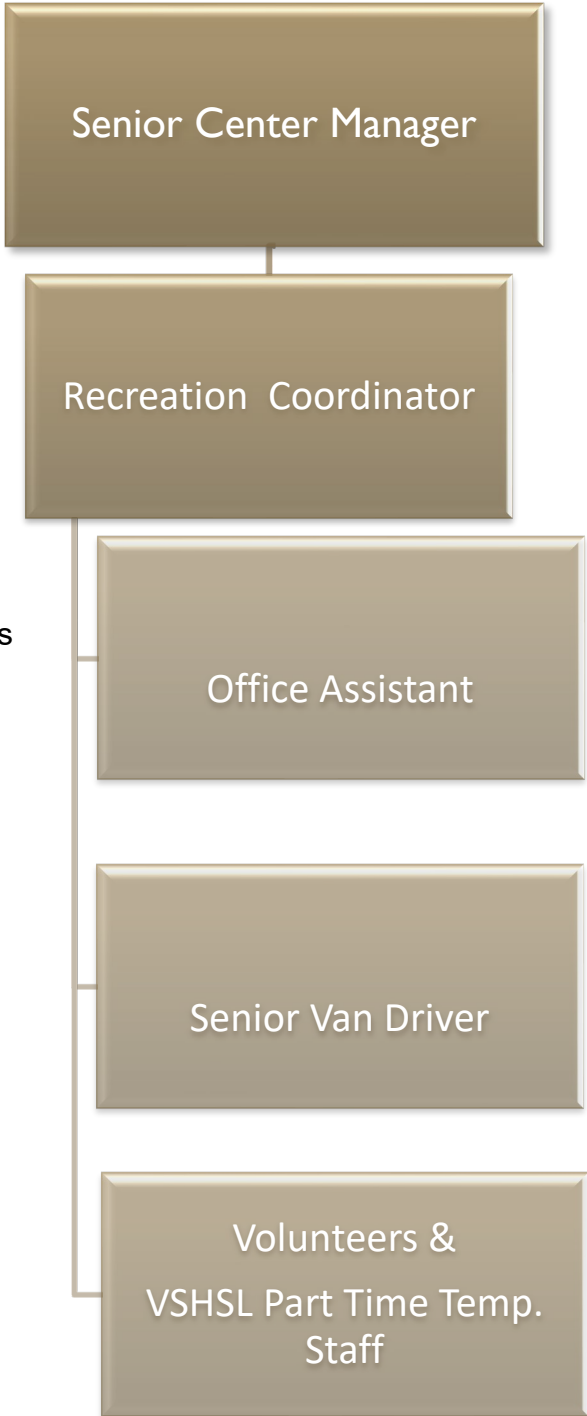 Senior Center Manager
Recreation  Coordinator
s
Office Assistant
Senior Van Driver
Volunteers &
VSHSL Part Time Temp.
Staff